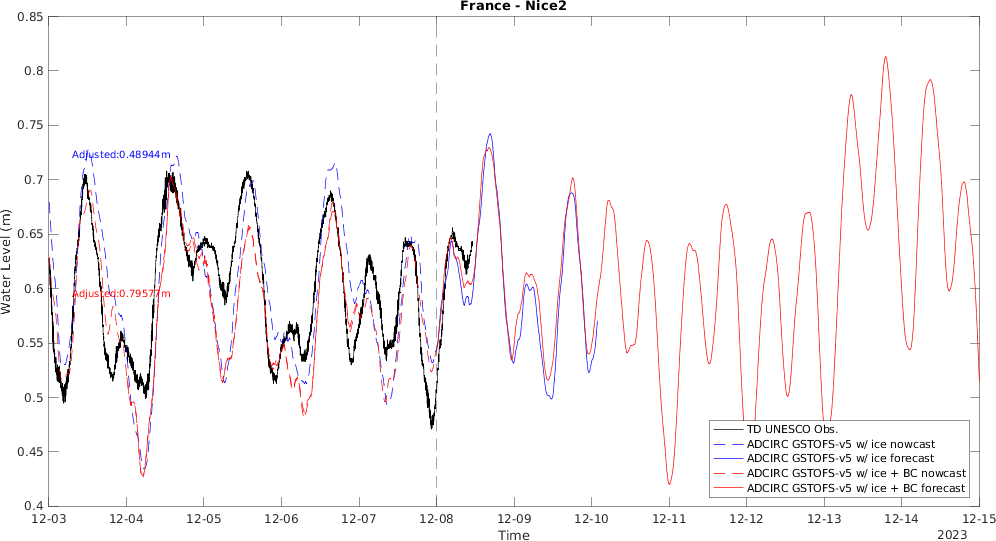 France - Nice2
0.85
0.8
0.75
0.7
0.65
0.6
0.55
0.5
0.45
0.4
Water Level (m)
Adjusted:0.48944m
Adjusted:0.79577m
TD UNESCO Obs.
ADCIRC GSTOFS-v5 w/ ice nowcast
ADCIRC GSTOFS-v5 w/ ice forecast
ADCIRC GSTOFS-v5 w/ ice + BC nowcast
ADCIRC GSTOFS-v5 w/ ice + BC forecast
12-03 12-04 12-05 12-06 12-07 12-08 12-09 12-10 12-11 12-12 12-13 12-14 12-15
Time
2023